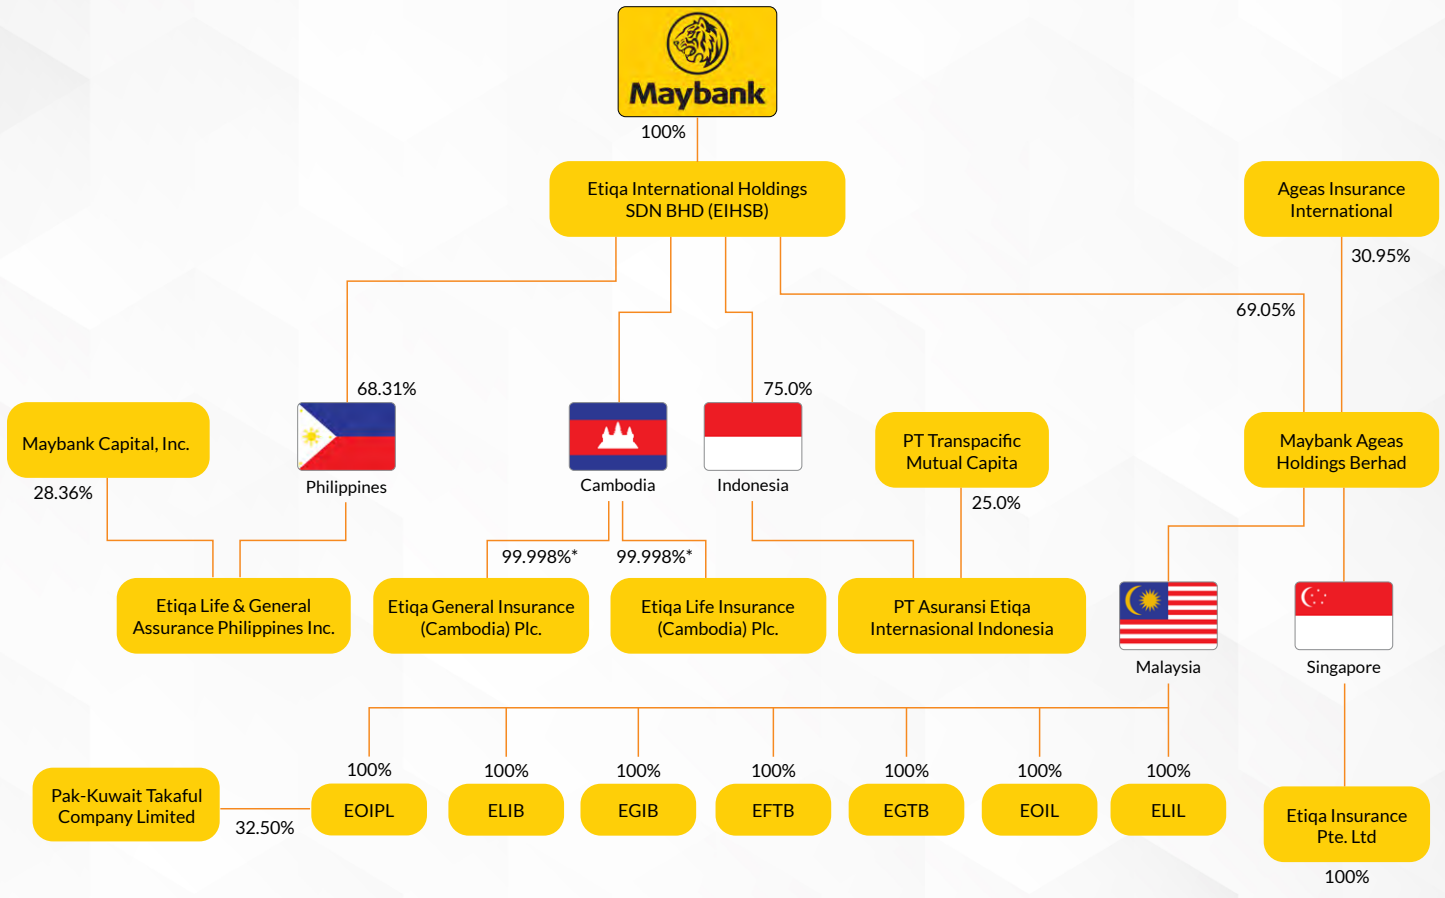 Maybank
100%
Etiqa International Holdings
SDN BHD (EIHSB)
Ageas Insurance
International
30.95%
69.05%
68.31%
75.0%
Maybank Capital, Inc.
28.36%
Philippines
Cambodia
Indonesia
PT Transpacific
Mutual Capita
25.0%
Maybank Ageas
Holdings Berhad
99.998%*
99.998%*
Etiqa Life & General
Assurance Philippines Inc.
Etiqa General Insurance
(Cambodia) Plc.
Etiqa Life Insurance
(Cambodia) Plc.
PT Asuransi Etiqa
Internasional Indonesia
Malaysia
Singapore
100%
100%
100%
100%
100%
100%
100%
Pak-Kuwait Takaful
Company Limited
32.50%
EOIPL
ELIB
EGIB
EFTB
EGTB
EOIL
ELIL
Etiqa Insurance
Pte. Ltd
100%